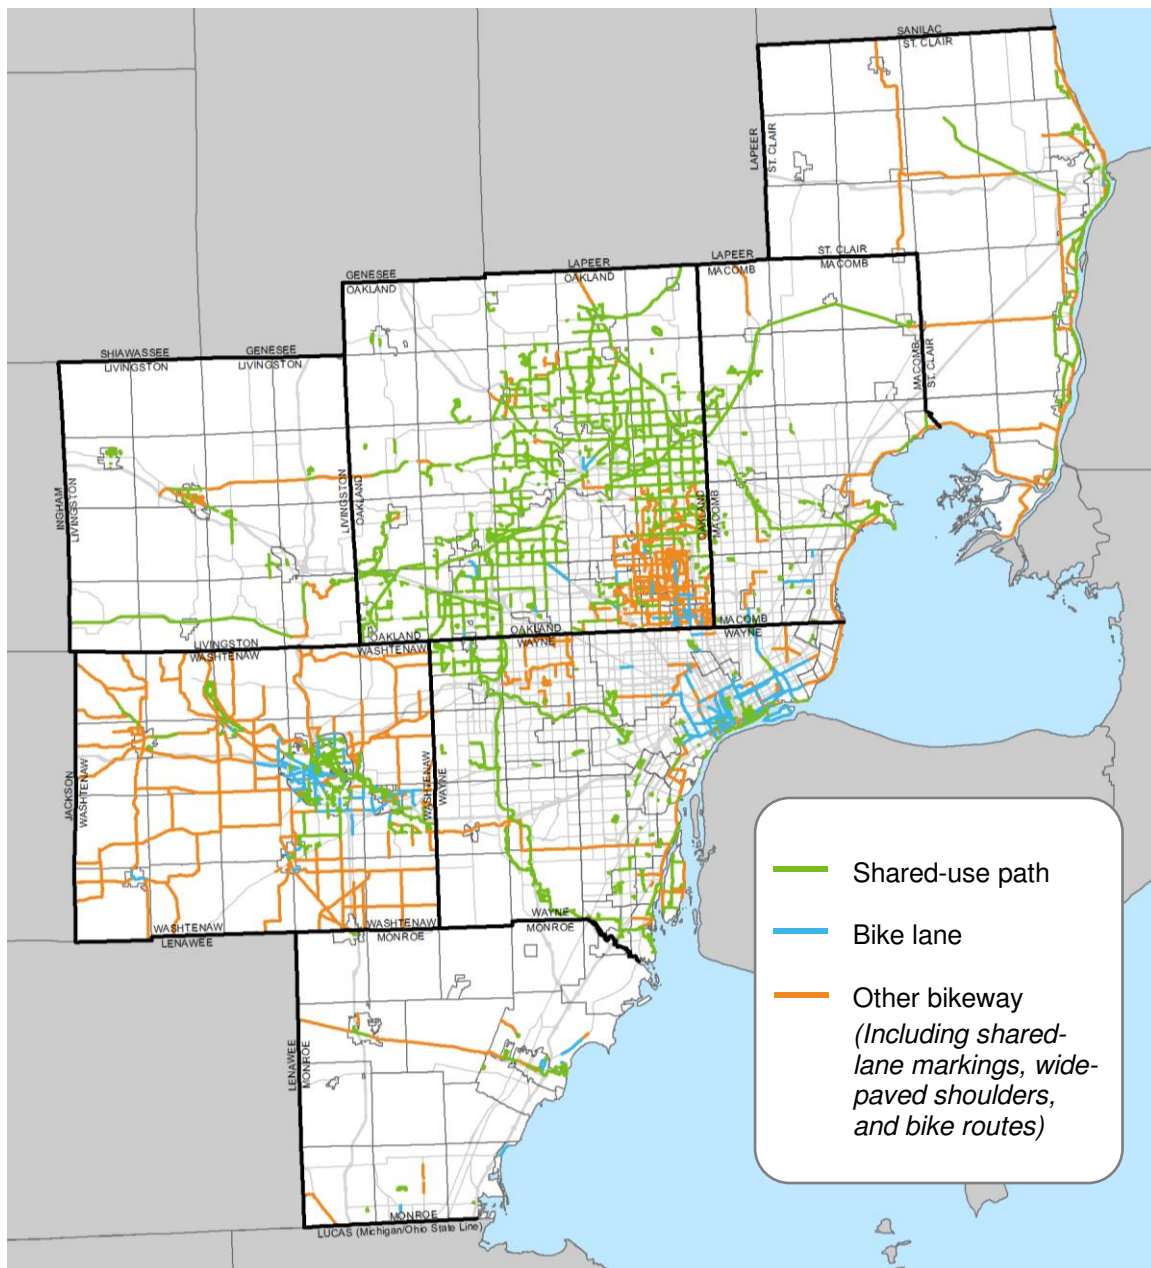 SANILAC
ST. CLAIR
LAPEER
ST. CLAIR
LAPEER
MACOMB
ST. CLAIR
MACOMB
LAPEER
OAKLAND
GENESEE
OAKLAND
SHIAWASSEE
LIVINGSTON
GENESEE
LIVINGSTON
MACOMB
ST. CLAIR
INGHAM
LIVINGSTON
LIVINGSTON
OAKLAND
OAKLAND
MACOMB
LIVINGSTON
WASHTENAW
OAKLAND
WASHTENAW
OAKLAND
WAYNE
MACOMB
WAYNE
JACKSON
WASHTENAW
WASHTENAW
WAYNE
WASHTENAW
LENAWEE
WASHTENAW
MONROE
WAYNE
MONROE
LENAWEE
MONROE
MONROE
LUCAS (Michigan/Ohio State Line)
Shared-use path
Bike lane
Other bikeway
(Including shared-
lane markings, wide-
paved shoulders,
and bike routes)